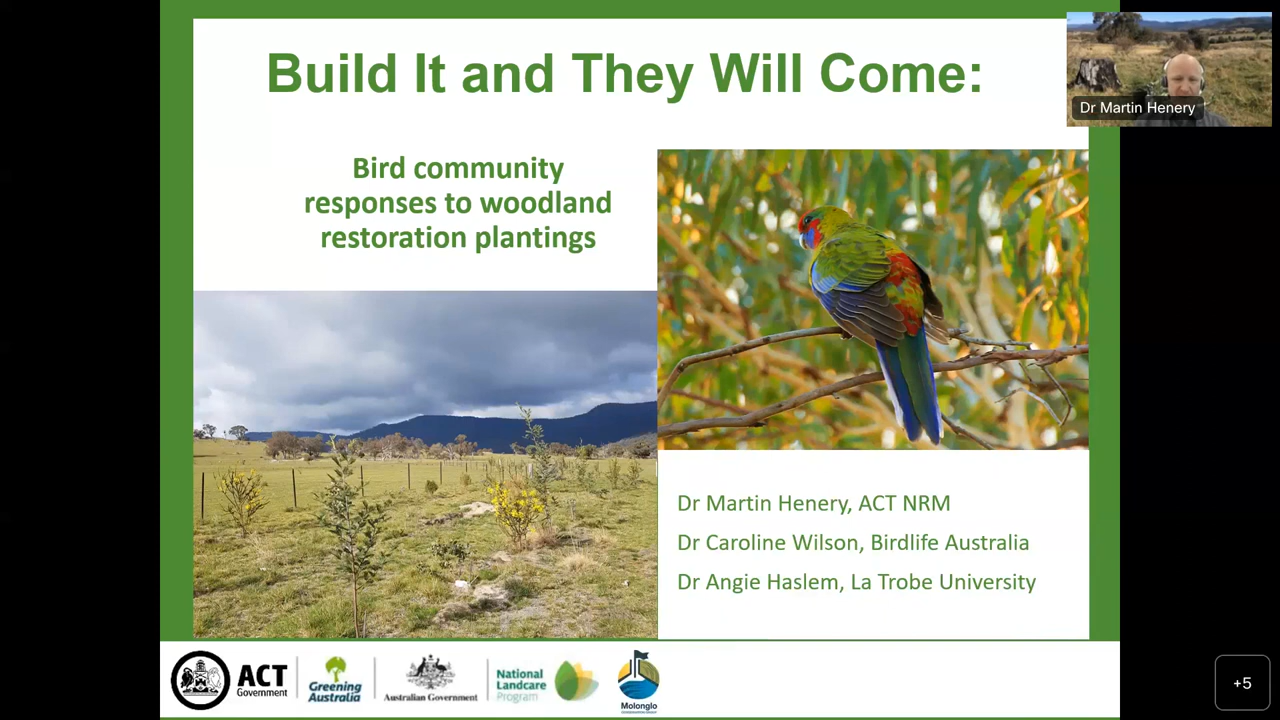 Build It and They Will Come:
Dr Martin Henery
Bird community
responses to woodland
restoration plantings
Dr Martin Henery, ACT NRM
Dr Caroline Wilson, Birdlife Australia
Dr Angie Haslem, La Trobe University
ACT
Government
Greening
Australia
Australian Government
National
Landcare
Program
Molonglo
+5